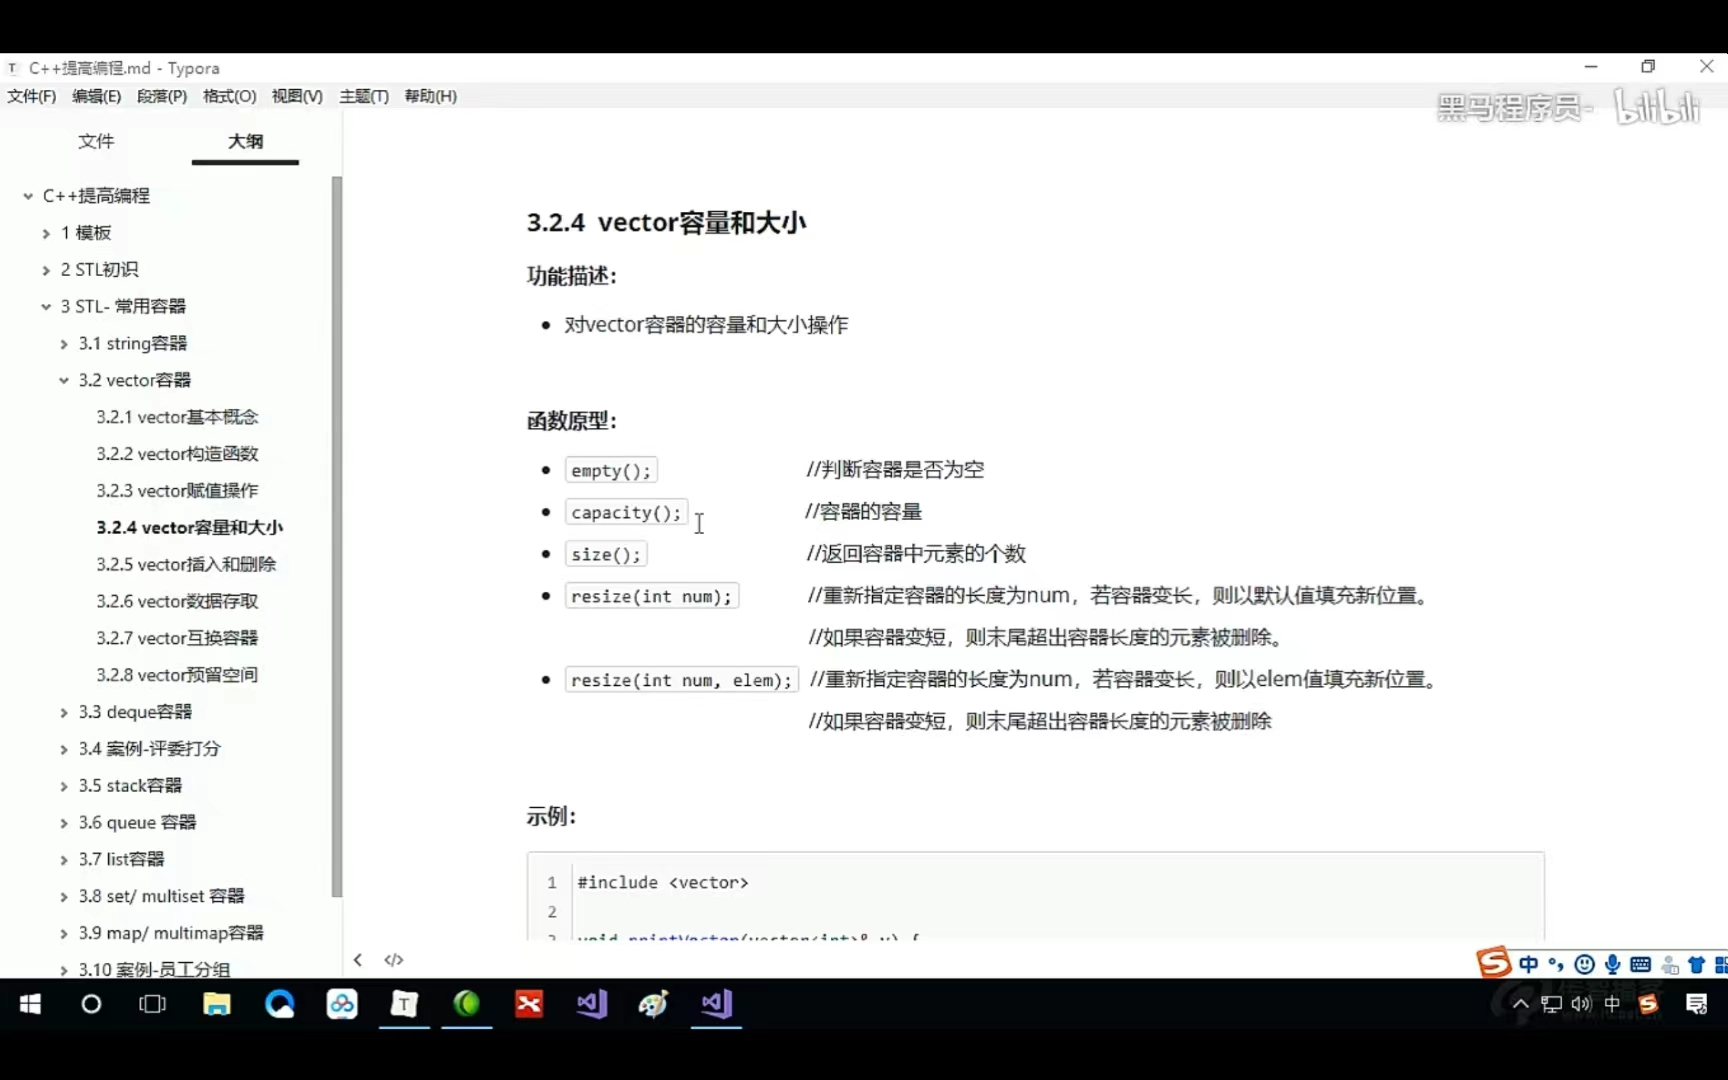 C++提高编程.md - Typora
文件(F) 编辑(E) 段落(P) 格式(O) 视图(V) 主题(T) 帮助(H)
黑马程序员- bilibili
文件 大纲
C++提高编程
1 模板
2 STL初识
3 STL- 常用容器
3.1 string容器
3.2 vector容器
3.2.1 vector基本概念
3.2.2 vector构造函数
3.2.3 vector赋值操作
3.2.4 vector容量和大小
3.2.5 vector插入和删除
3.2.6 vector数据存取
3.2.7 vector互换容器
3.2.8 vector预留空间
3.3 deque容器
3.4 案例-评委打分
3.5 stack容器
3.6 queue 容器
3.7 list容器
3.8 set/ multiset 容器
3.9 map/ multimap容器
3.10 案例-员工分组
3.2.4 vector容量和大小
功能描述:
对vector容器的容量和大小操作
函数原型:
empty(); //判断容器是否为空
capacity(); //容器的容量
size(); //返回容器中元素的个数
resize(int num); //重新指定容器的长度为num，若容器变长，则以默认值填充新位置。
//如果容器变短，则末尾超出容器长度的元素被删除。
resize(int num, elem); //重新指定容器的长度为num，若容器变长，则以elem值填充新位置。
//如果容器变短，则末尾超出容器长度的元素被删除
示例:
1 #include <vector>
2
3 void printVector(vector<int>& v) {
中
中